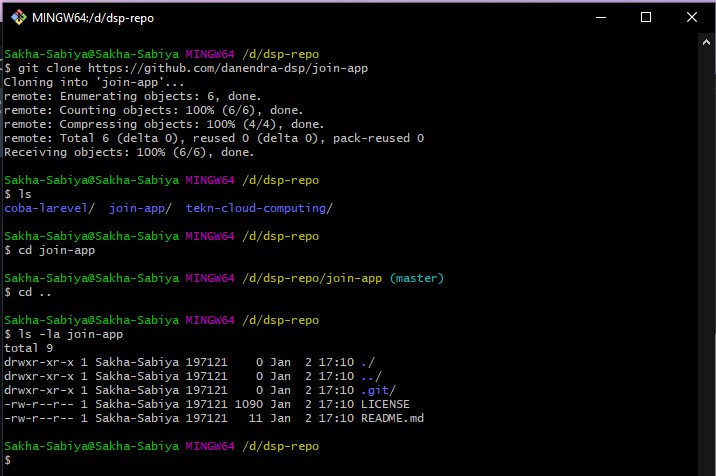 MINGW64:/d/dsp-repo
Sakha-Sabiya@Sakha-Sabiya MINGW64 /d/dsp-repo
$ git clone https://github.com/danendra-dsp/join-app
Cloning into 'join-app'...
remote: Enumerating objects: 6, done.
remote: Counting objects: 100% (6/6), done.
remote: Compressing objects: 100% (4/4), done.
remote: Total 6 (delta 0), reused 0 (delta 0), pack-reused 0
Receiving objects: 100% (6/6), done.
Sakha-Sabiya@Sakha-Sabiya MINGW64 /d/dsp-repo
$ ls
coba-larevel/  join-app/  tekn-cloud-computing/
Sakha-Sabiya@Sakha-Sabiya MINGW64 /d/dsp-repo
$ cd join-app
Sakha-Sabiya@Sakha-Sabiya MINGW64 /d/dsp-repo/join-app (master)
$ cd ..
Sakha-Sabiya@Sakha-Sabiya MINGW64 /d/dsp-repo
$ ls -la join-app
total 9
drwxr-xr-x 1 Sakha-Sabiya 197121    0 Jan  2 17:10 ./
drwxr-xr-x 1 Sakha-Sabiya 197121    0 Jan  2 17:10 ../
drwxr-xr-x 1 Sakha-Sabiya 197121    0 Jan  2 17:10 .git/
-rw-r--r-- 1 Sakha-Sabiya 197121 1090 Jan  2 17:10 LICENSE
-rw-r--r-- 1 Sakha-Sabiya 197121   11 Jan  2 17:10 README.md
Sakha-Sabiya@Sakha-Sabiya MINGW64 /d/dsp-repo
$